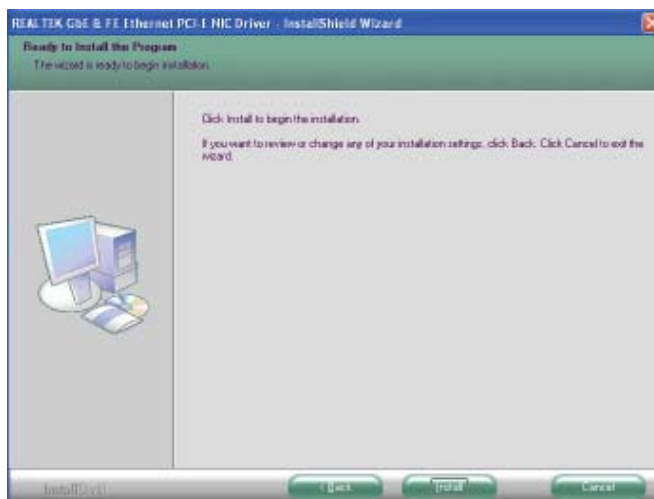 REALTEK GbE & FE Ethernet PCI-E NIC Driver - InstallShield Wizard
Ready to Install the Program
The wizard is ready to begin installation.
Click Install to begin the installation.
If you want to review or change any of your installation settings, click Back. Click Cancel to exit the
wizard.
InstallShield
< Back
Install
Cancel